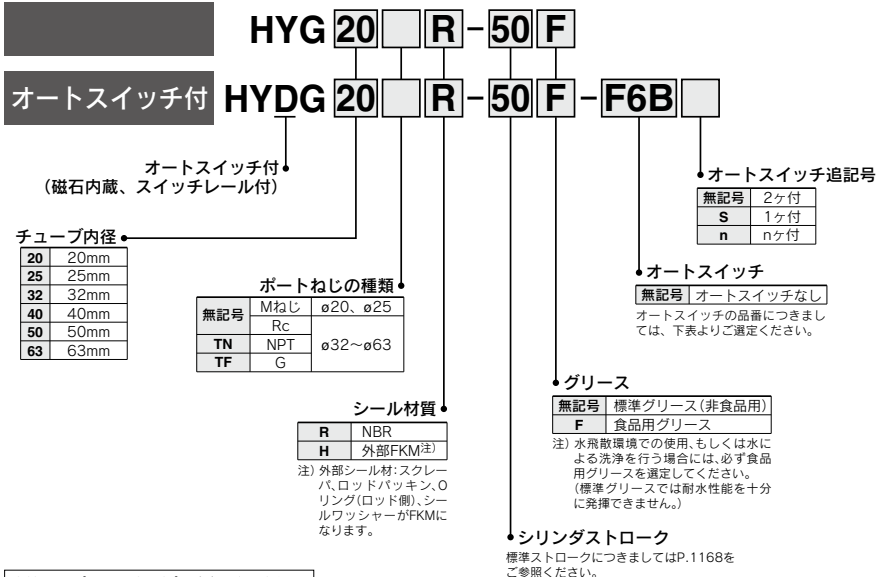 HYG 20 R-50 F
オートスイッチ付 HYDG 20 R-50 F-F6B
オートスイッチ付
(磁石内蔵、スイッチレール付)
チューブ内径
20 20mm
25 25mm
32 32mm
40 40mm
50 50mm
63 63mm
ポートねじの種類
無記号 Mねじ ø20、ø25
Rc ø32～ø63
TN NPT
TF G
シール材質
R NBR
H 外部FKM注)
注) 外部シール材：スクレー
パ、ロッドパッキン、O
リング(ロッド側)、シー
ルワッシャーがFKMに
なります。
オートスイッチ追記号
無記号 2ヶ付
S 1ヶ付
n nヶ付
オートスイッチ
無記号 オートスイッチなし
オートスイッチの品番につきまし
ては、下表よりご選定ください。
グリース
無記号 標準グリース(非食品用)
F 食品用グリース
注) 水飛散環境での使用、もしくは水に
よる洗浄を行う場合には、必ず食品
用グリースを選定してください。
(標準グリースでは耐水性能を十分
に発揮できません。)
シリンダストローク
標準ストロークにつきましてはP.1168を
ご参照ください。